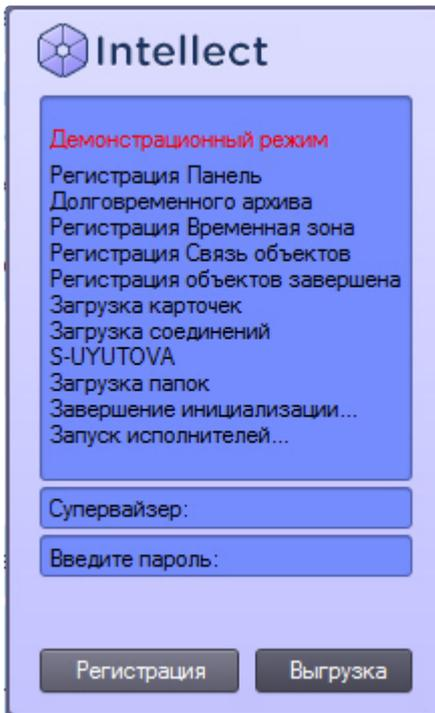 Intellect
Демонстрационный режим
Регистрация Панель
Долговременного архива
Регистрация Временная зона
Регистрация Связь объектов
Регистрация объектов завершена
Загрузка карточек
Загрузка соединений
S-UYUTOVA
Загрузка папок
Завершение инициализации...
Запуск исполнителей...
Супервайзер:
Введите пароль:
Регистрация Выгрузка